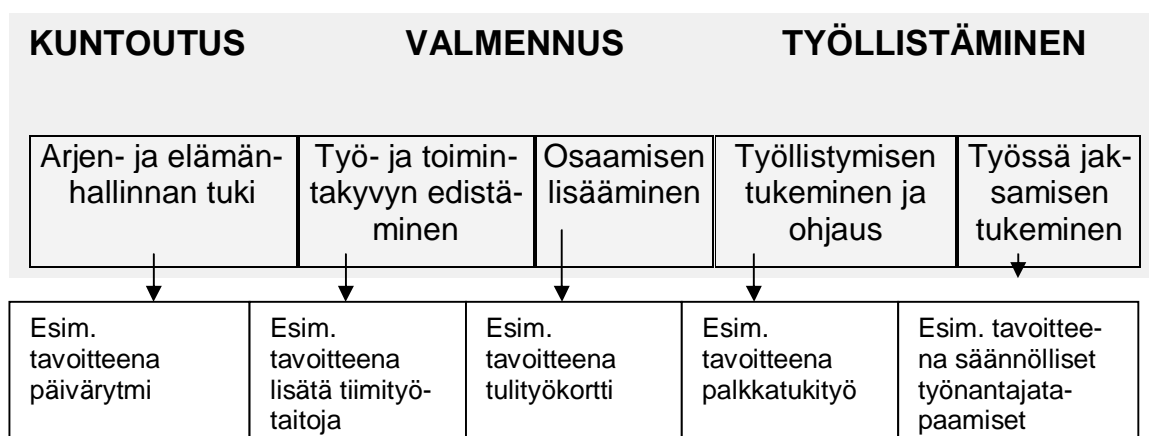 KUNTOUTUS VALMENNUS TYÖLLISTÄMINEN
Arjen- ja elämän-
hallinnan tuki
Työ- ja toimin-
takyvyn edistä-
minen
Osaamisen
lisääminen
Työllistymisen
tukeminen ja
ohjaus
Työssä jak-
samisen
tukeminen
Esim.
tavoitteena
päivärytmi
Esim.
tavoitteena
lisätä tiimityö-
taitoja
Esim.
tavoitteena
tulityökortti
Esim.
tavoitteena
palkkatukityö
Esim. tavoittee-
na säännölliset
työnantajata-
paamiset